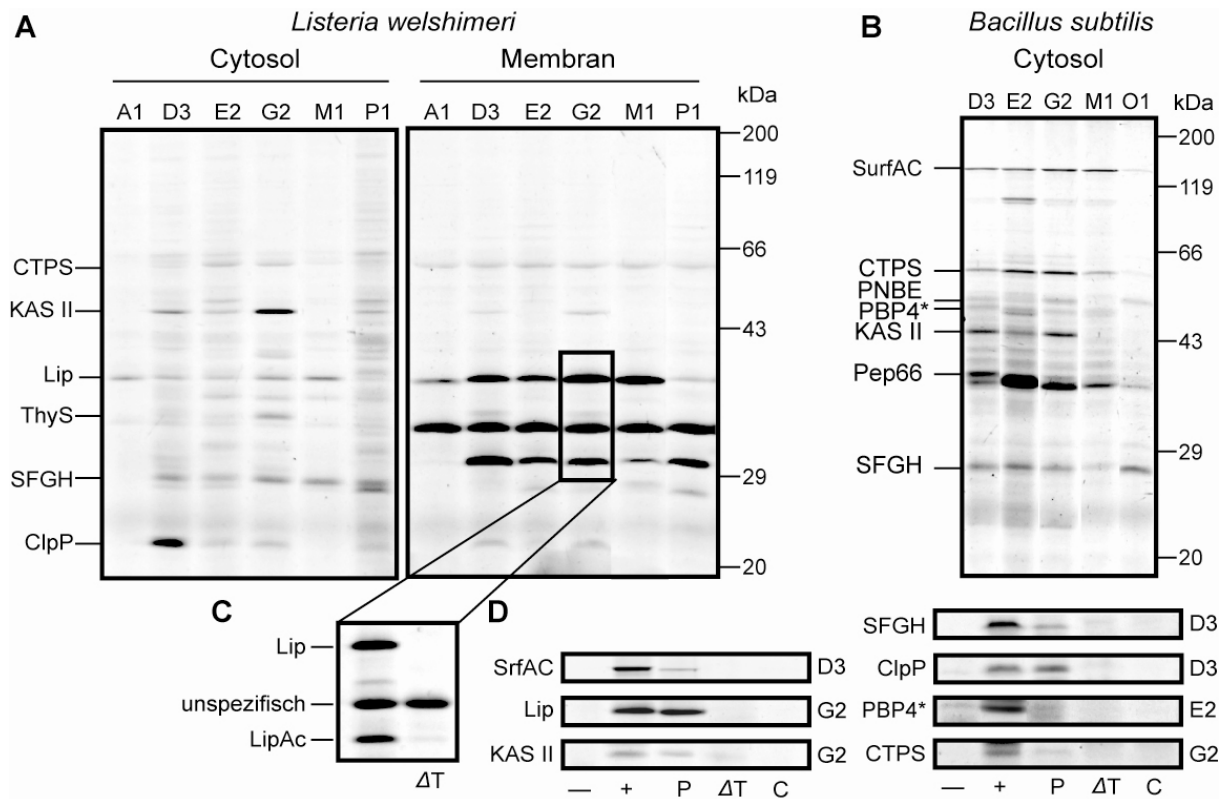 A
Listeria welshimeri
Cytosol
Membran
A1 D3 E2 G2 M1 P1
A1 D3 E2 G2 M1 P1
kDa
200
119
66
43
29
20
CTPS
KAS II
Lip
ThyS
SFGH
ClpP
B
Bacillus subtilis
Cytosol
D3 E2 G2 M1 O1
kDa
200
119
66
43
29
20
SurfAC
CTPS
PNBE
PBP4*
KAS II
Pep66
SFGH
C
Lip
unspezifisch
LipAc
ΔT
D
SrfAC D3
Lip G2
KAS II G2
— + P ΔT C
SFGH D3
ClpP D3
PBP4* E2
CTPS G2
— + P ΔT C